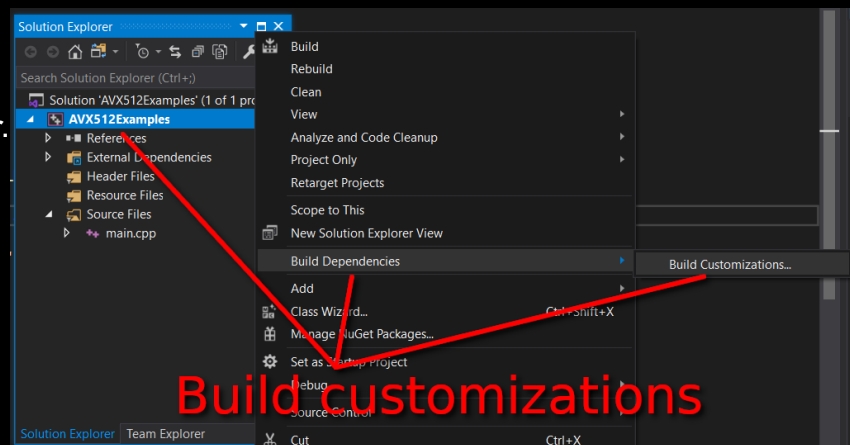 Solution Explorer
Search Solution Explorer (Ctrl+;)
Solution 'AVX512Examples' (1 of 1 pro
AVX512Examples
References
External Dependencies
Header Files
Resource Files
Source Files
main.cpp
Solution Explorer
Team Explorer
Build
Rebuild
Clean
View
Analyze and Code Cleanup
Project Only
Retarget Projects
Scope to This
New Solution Explorer View
Build Dependencies
Add
Class Wizard... Ctrl+Shift+X
Manage NuGet Packages...
Set as Startup Project
Debug
Source Control
Cut Ctrl+X
Build Customizations...
Build customizations